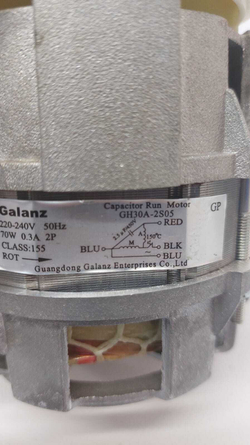 Galanz
Capacitor Run Motor
GH30A-2S05
GP
220-240V 50Hz
70W 0.3A 2P
CLASS:155
ROT
RED
A
150℃
M
BLU
BLK
BLU
Guangdong Galanz Enterprises Co.,Ltd